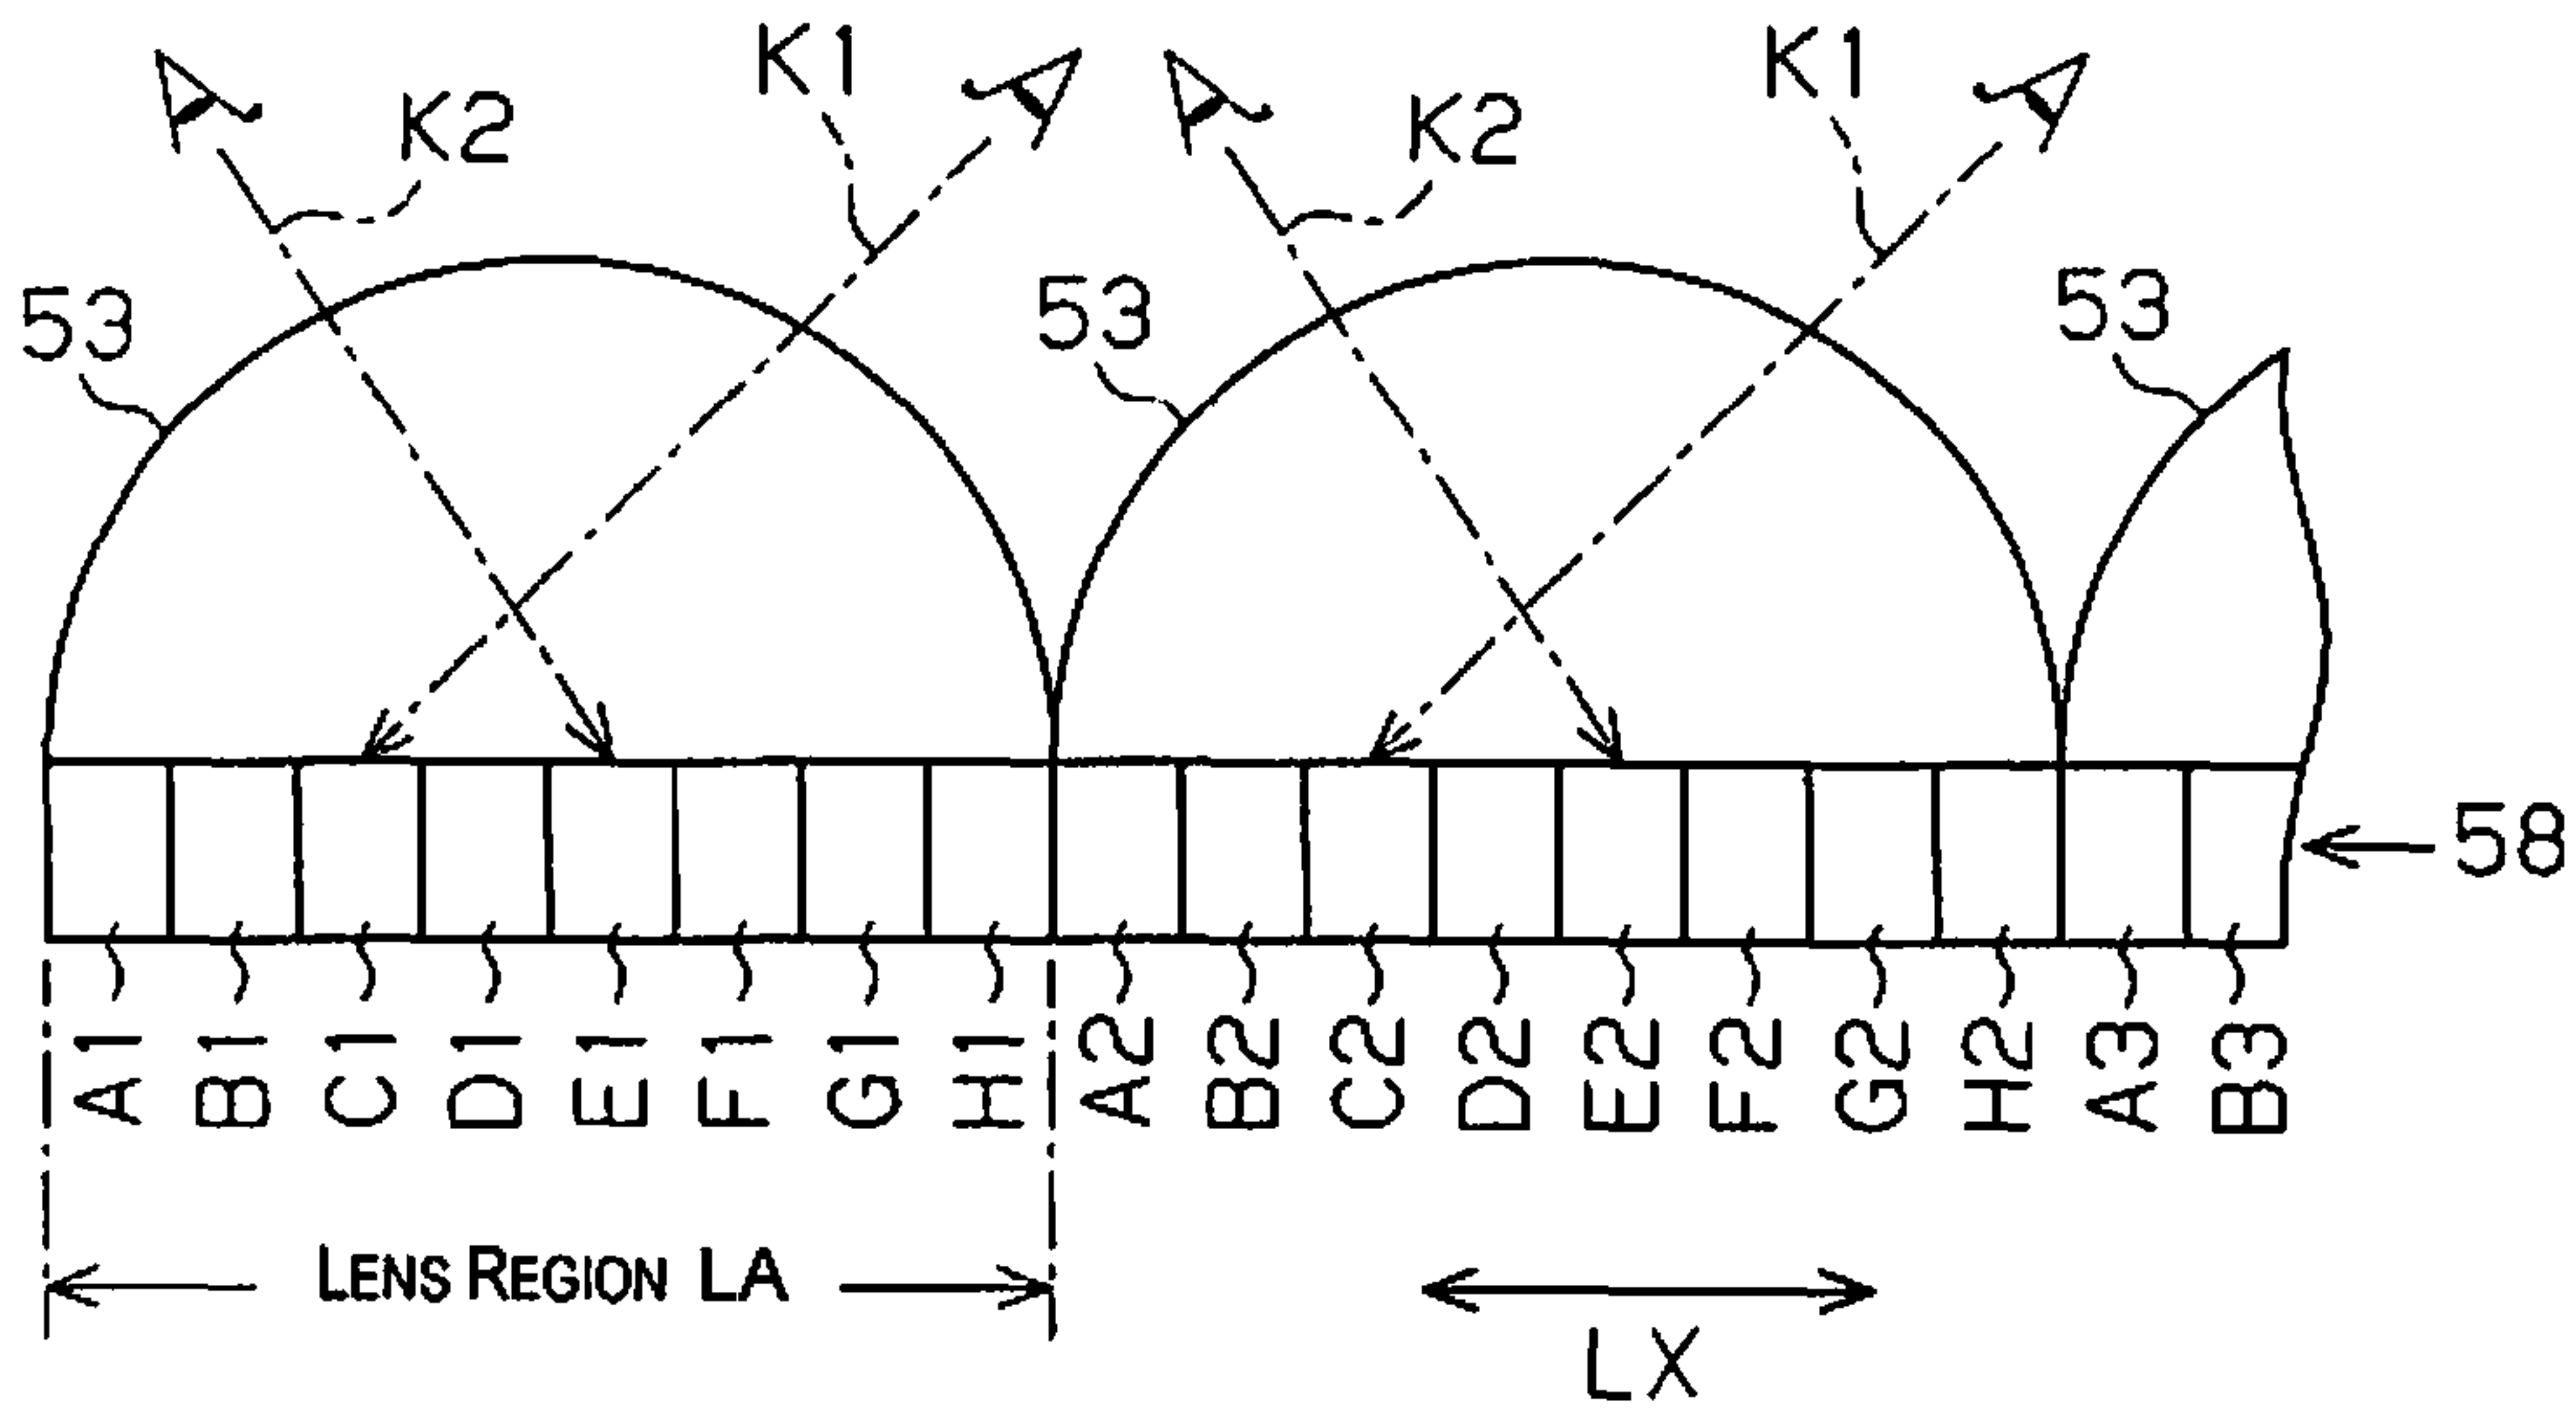 K1
K1
K2
K2
53
53
53
58
A1 B1 C1 D1 E1 F1 G1 H1 A2 B2 C2 D2 E2 F2 G2 H2 A3 B3
LENS REGION LA
LX